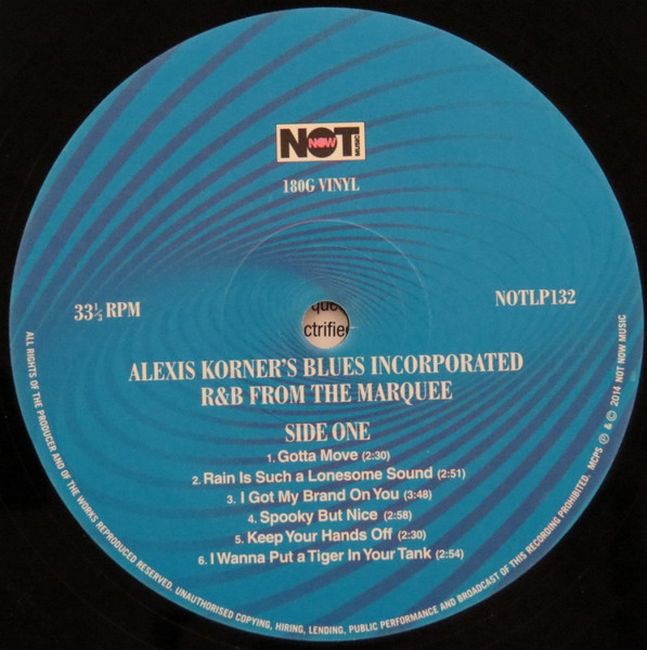 NOT NOW MUSIC
180G VINYL
33⅓ RPM
NOTLP132
ctrifie
ALEXIS KORNER'S BLUES INCORPORATED
R&B FROM THE MARQUEE
SIDE ONE
1. Gotta Move (2:30)
2. Rain Is Such a Lonesome Sound (2:51)
3. I Got My Brand On You (3:48)
4. Spooky But Nice (2:58)
5. Keep Your Hands Off (2:30)
6. I Wanna Put a Tiger In Your Tank (2:54)
ALL RIGHTS OF THE PRODUCER AND OF THE WORKS REPRODUCED RESERVED. UNAUTHORISED COPYING, HIRING, LENDING, PUBLIC PERFORMANCE AND BROADCAST OF THIS RECORDING PROHIBITED. MCPS ℗ & © 2014 NOT NOW MUSIC